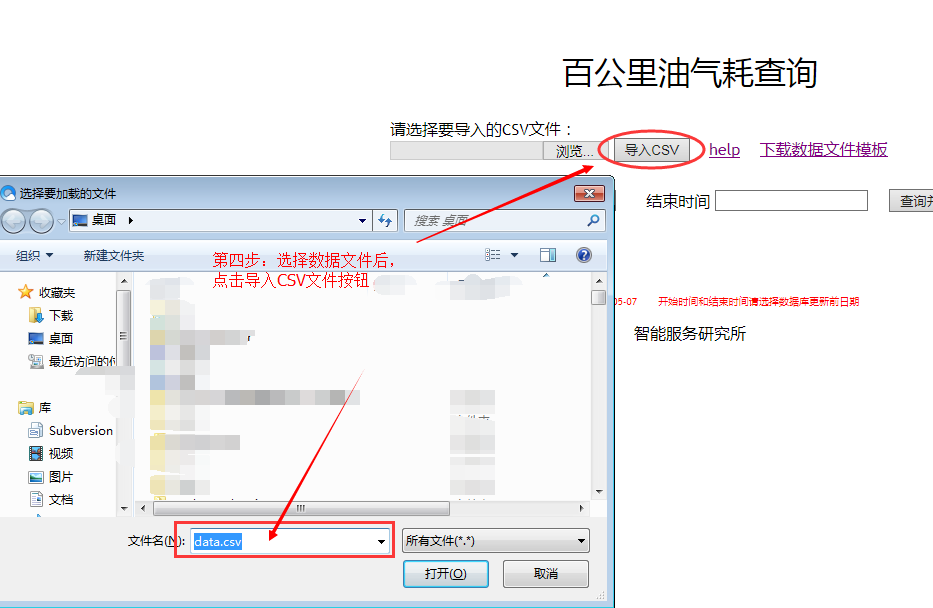 百公里油气耗查询
请选择要导入的CSV文件：
浏览... 导入CSV help 下载数据文件模板
选择要加载的文件
结束时间
桌面
搜索 桌面
组织 新建文件夹
第四步：选择数据文件后，
点击导入CSV文件按钮
收藏夹
下载
05-07 开始时间和结束时间请选择数据库更新前日期
桌面
智能服务研究所
最近访问的
库
Subversion
视频
图片
文档
文件名(N): data.csv 所有文件(*.*)
打开(O) 取消